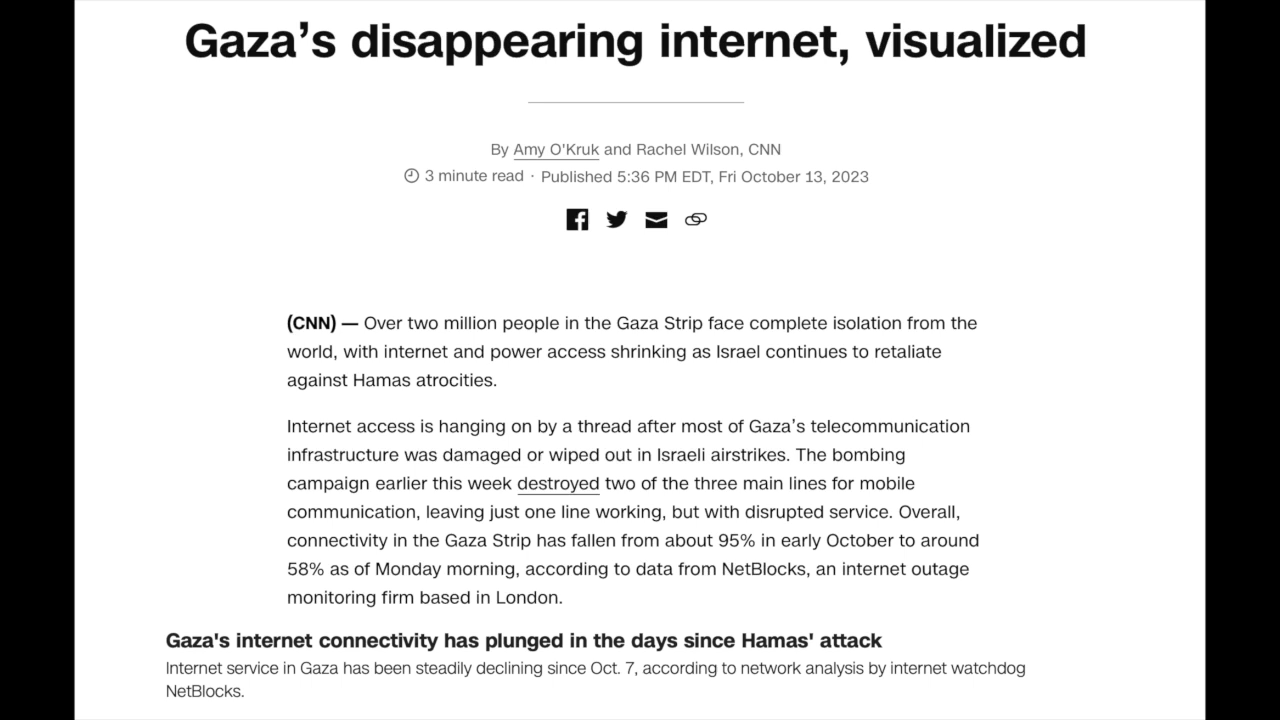 Gaza’s disappearing internet, visualized
By Amy O'Kruk and Rachel Wilson, CNN
3 minute read · Published 5:36 PM EDT, Fri October 13, 2023
(CNN) — Over two million people in the Gaza Strip face complete isolation from the
world, with internet and power access shrinking as Israel continues to retaliate
against Hamas atrocities.
Internet access is hanging on by a thread after most of Gaza’s telecommunication
infrastructure was damaged or wiped out in Israeli airstrikes. The bombing
campaign earlier this week destroyed two of the three main lines for mobile
communication, leaving just one line working, but with disrupted service. Overall,
connectivity in the Gaza Strip has fallen from about 95% in early October to around
58% as of Monday morning, according to data from NetBlocks, an internet outage
monitoring firm based in London.
Gaza's internet connectivity has plunged in the days since Hamas' attack
Internet service in Gaza has been steadily declining since Oct. 7, according to network analysis by internet watchdog
NetBlocks.